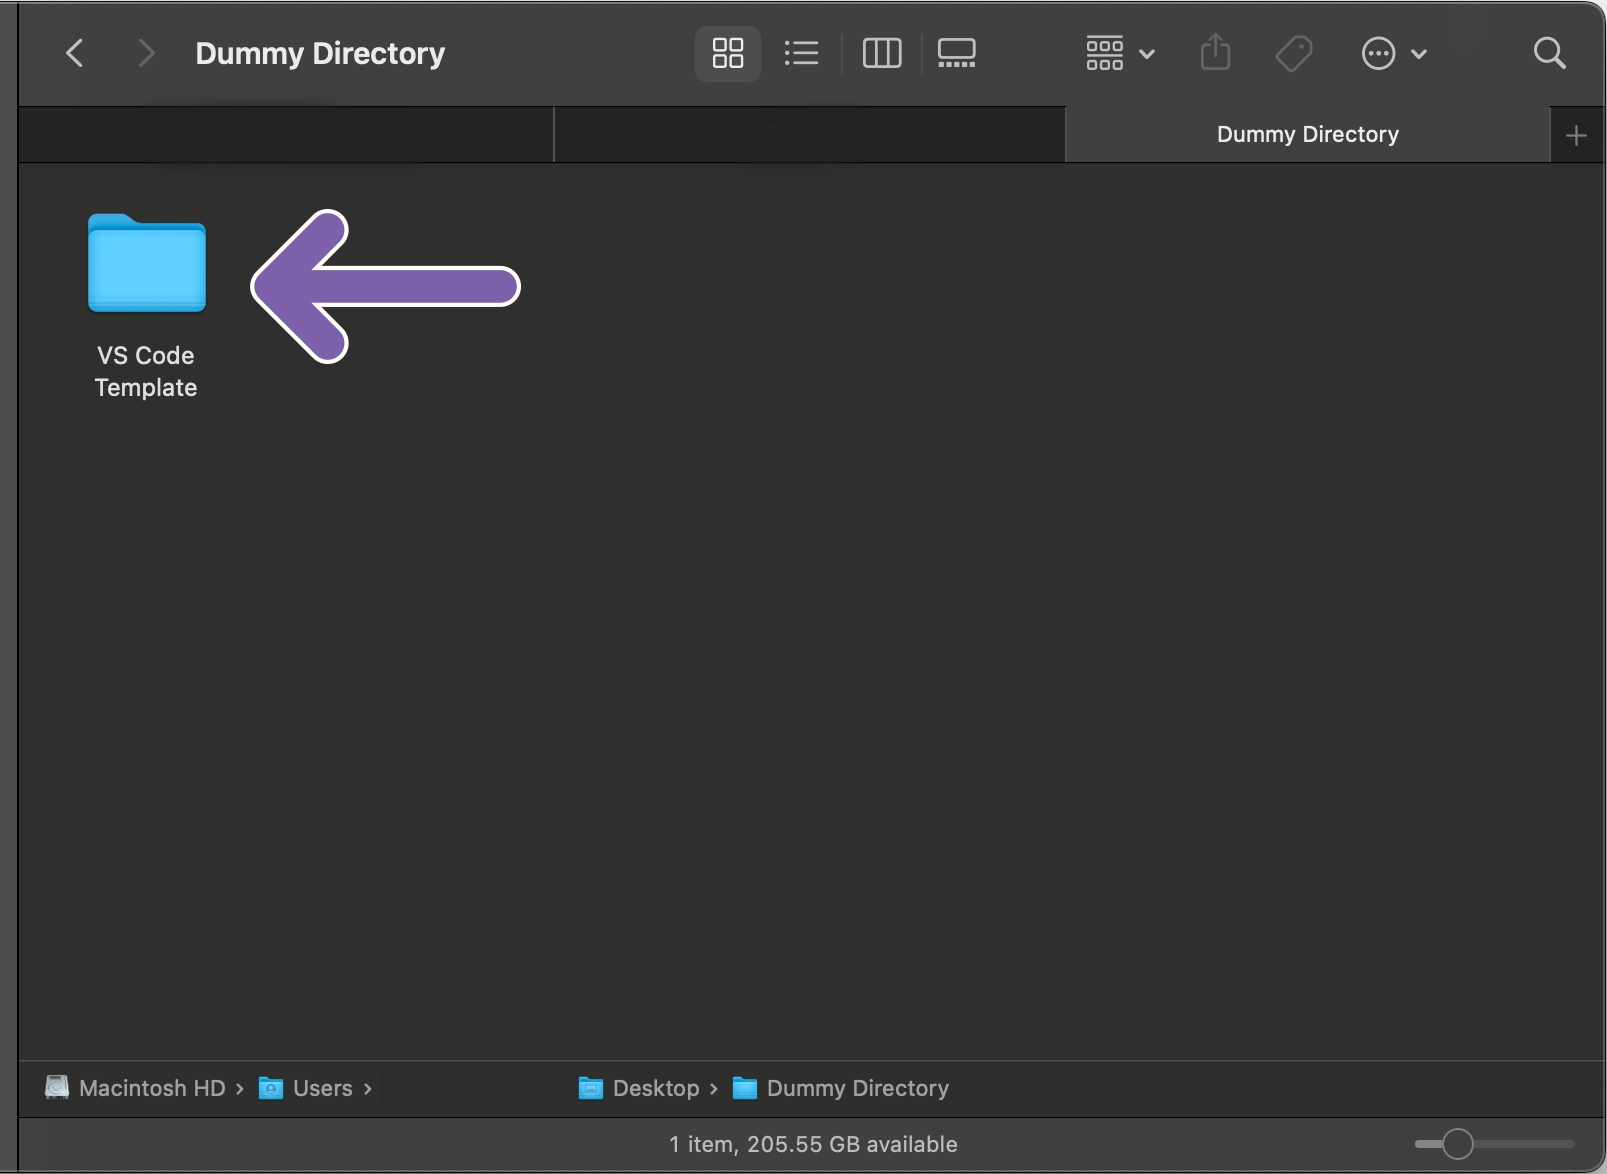 Dummy Directory
Dummy Directory
VS Code
Template
Macintosh HD › Users › Desktop › Dummy Directory
1 item, 205.55 GB available